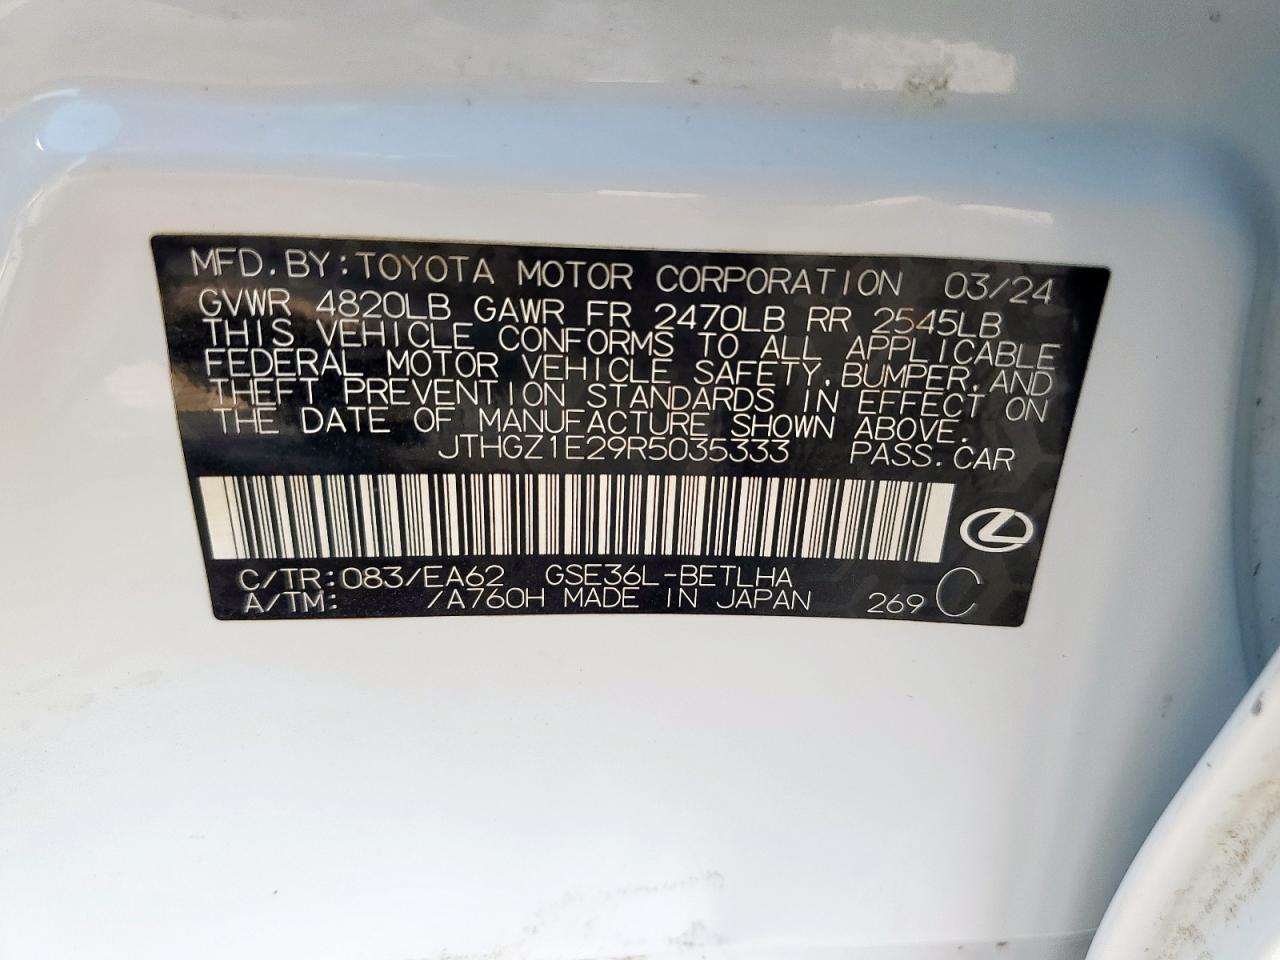 MFD.BY:TOYOTA MOTOR CORPORATION 03/24
GVWR 4820LB GAWR FR 2470LB RR 2545LB
THIS VEHICLE CONFORMS TO ALL APPLICABLE
FEDERAL MOTOR VEHICLE SAFETY,BUMPER,AND
THEFT PREVENTION STANDARDS IN EFFECT ON
THE DATE OF MANUFACTURE SHOWN ABOVE.
JTHGZ1E29R5035333 PASS.CAR
C/TR:083/EA62 GSE36L-BETLHA
A/TM: /A760H MADE IN JAPAN 269 C